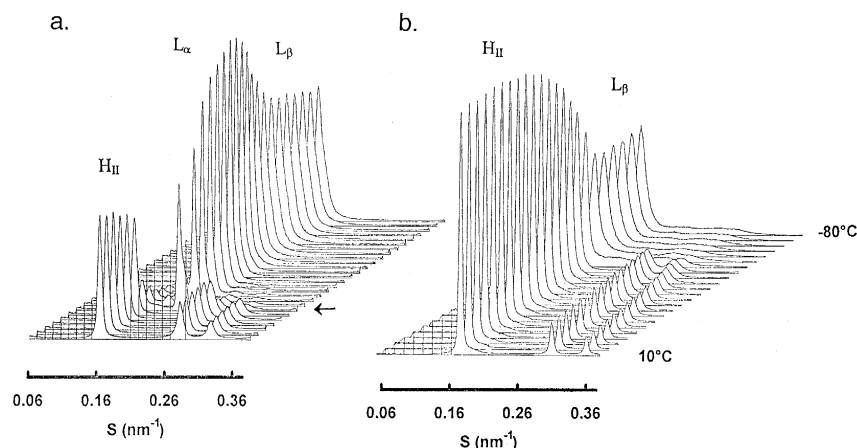 a.
L_α
L_β
H_II
0.06 0.16 0.26 0.36
S (nm⁻¹)
b.
H_II
L_β
-80°C
10°C
0.06 0.16 0.26 0.36
S (nm⁻¹)